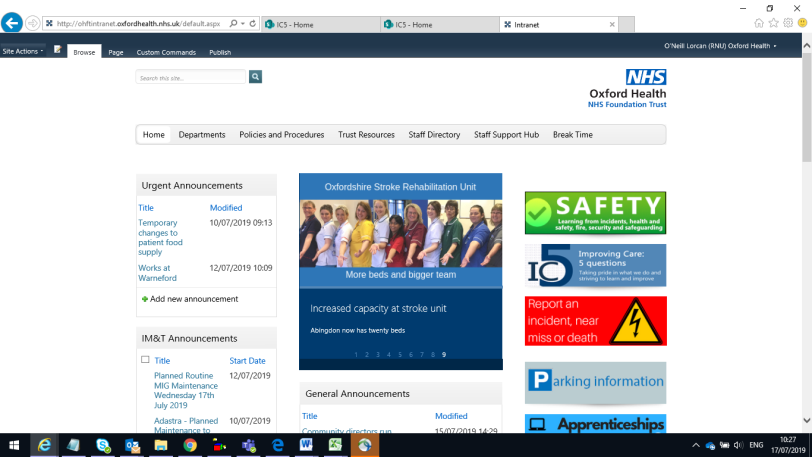 http://ohftintranet.oxfordhealth.nhs.uk/default.aspx
IC5 - Home
IC5 - Home
Intranet
Site Actions
Browse
Page
Custom Commands
Publish
O'Neill Lorcan (RNU) Oxford Health
Search this site...
NHS
Oxford Health
NHS Foundation Trust
Home
Departments
Policies and Procedures
Trust Resources
Staff Directory
Staff Support Hub
Break Time
Urgent Announcements
Title Modified
Temporary 10/07/2019 09:13
changes to
patient food
supply
Works at 12/07/2019 10:09
Warneford
Add new announcement
IM&T Announcements
Title Start Date
Planned Routine 12/07/2019
MIG Maintenance
Wednesday 17th
July 2019
Adastra - Planned 10/07/2019
Maintenance to
Oxfordshire Stroke Rehabilitation Unit
More beds and bigger team
Increased capacity at stroke unit
Abingdon now has twenty beds
1 2 3 4 5 6 7 8 9
General Announcements
Title Modified
Community directors run 15/07/2019 14:29
SAFETY
Learning from incidents, health and
safety, fire, security and safeguarding
IC5
Improving Care:
5 questions
Taking pride in what we do and
striving to learn and improve
Report an
incident, near
miss or death
Parking information
Apprenticeships
ENG
10:27
17/07/2019